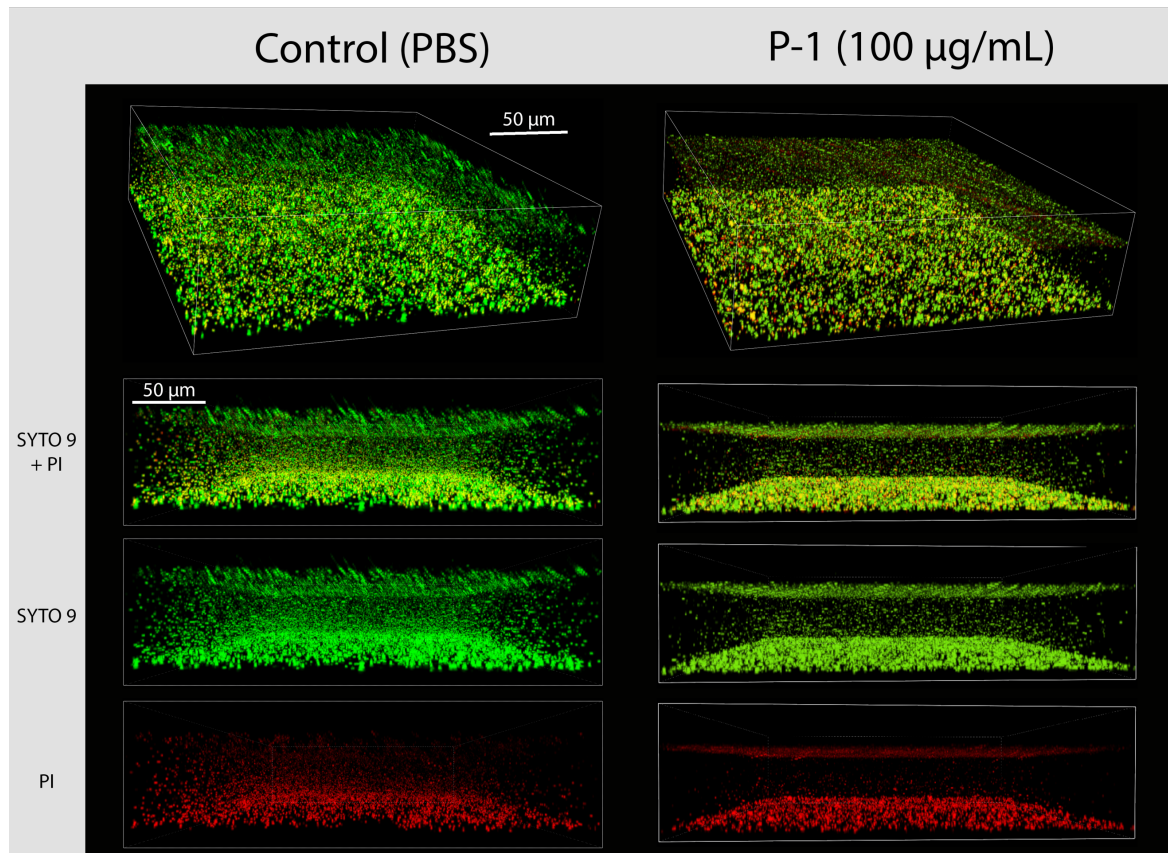 Control (PBS)
P-1 (100 µg/mL)
50 µm
50 µm
SYTO 9
+ PI
SYTO 9
PI